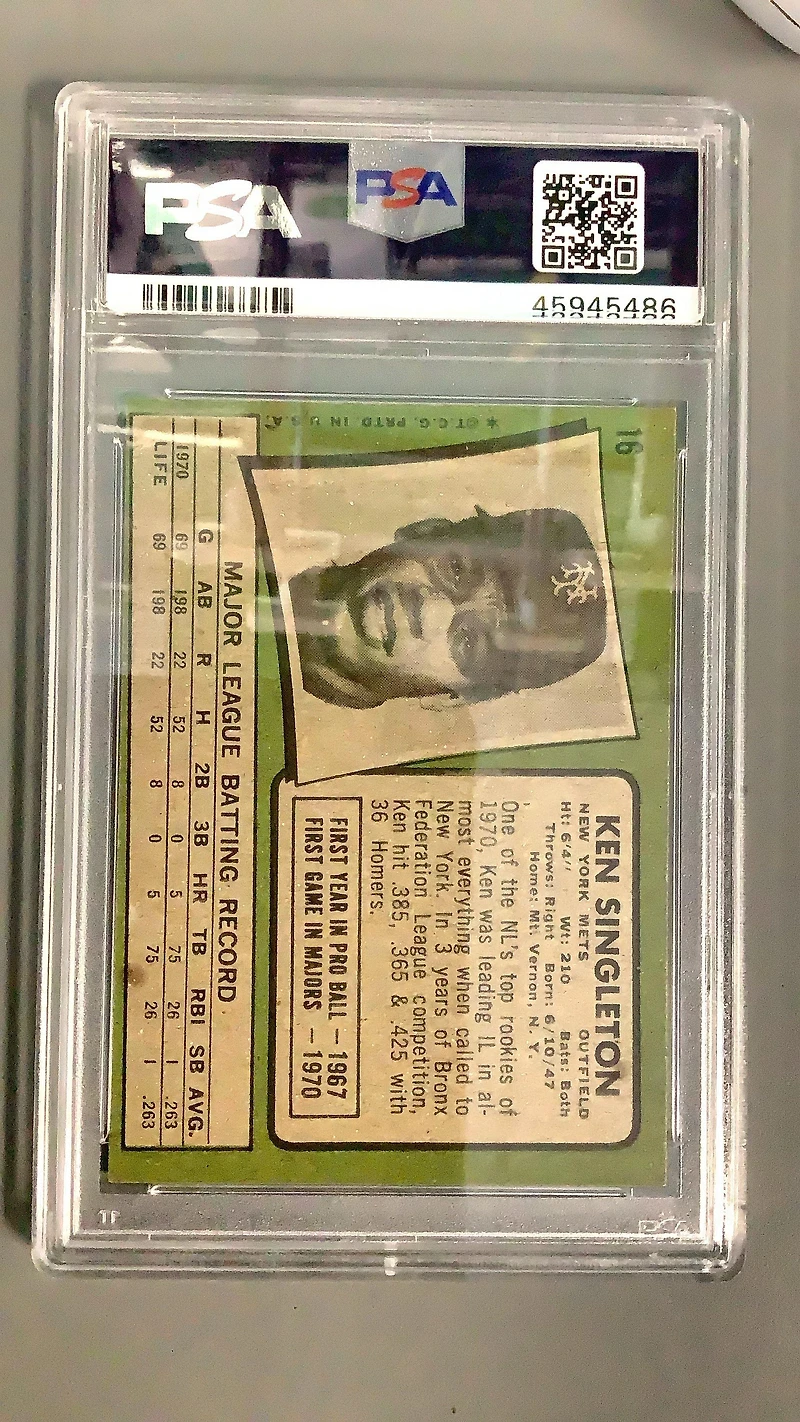 PSA
PSA
45945486
16
★ ©T.C.G. PRTD. IN U.S.A.
NY
KEN SINGLETON
NEW YORK METS OUTFIELD
Ht: 6'4" Wt: 210 Bats: Both
Throws: Right Born: 6/10/47
Home: Mt. Vernon, N. Y.
One of the NL's top rookies of
1970, Ken was leading IL in al-
most everything when called to
New York. In 3 years of Bronx
Federation League competition,
Ken hit .385, .365 & .425 with
36 Homers.
FIRST YEAR IN PRO BALL — 1967
FIRST GAME IN MAJORS — 1970
MAJOR LEAGUE BATTING RECORD
G AB R H 2B 3B HR TB RBI SB AVG.
1970 69 198 22 52 8 0 5 75 26 1 .263
LIFE 69 198 22 52 8 0 5 75 26 1 .263
PSA